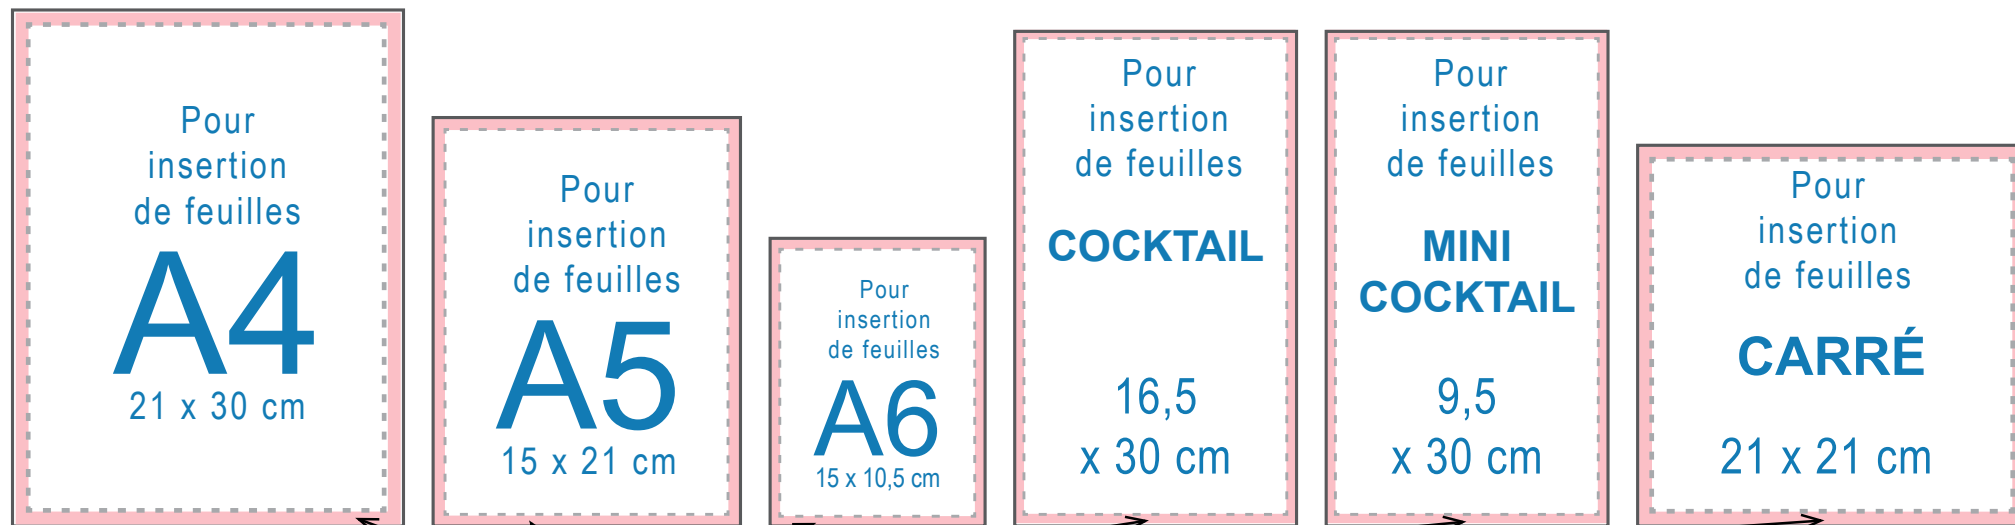 Pour
insertion
de feuilles
A4
21 x 30 cm
Pour
insertion
de feuilles
A5
15 x 21 cm
Pour
insertion
de feuilles
A6
15 x 10,5 cm
Pour
insertion
de feuilles
COCKTAIL
16,5
x 30 cm
Pour
insertion
de feuilles
MINI
COCKTAIL
9,5
x 30 cm
Pour
insertion
de feuilles
CARRÉ
21 x 21 cm